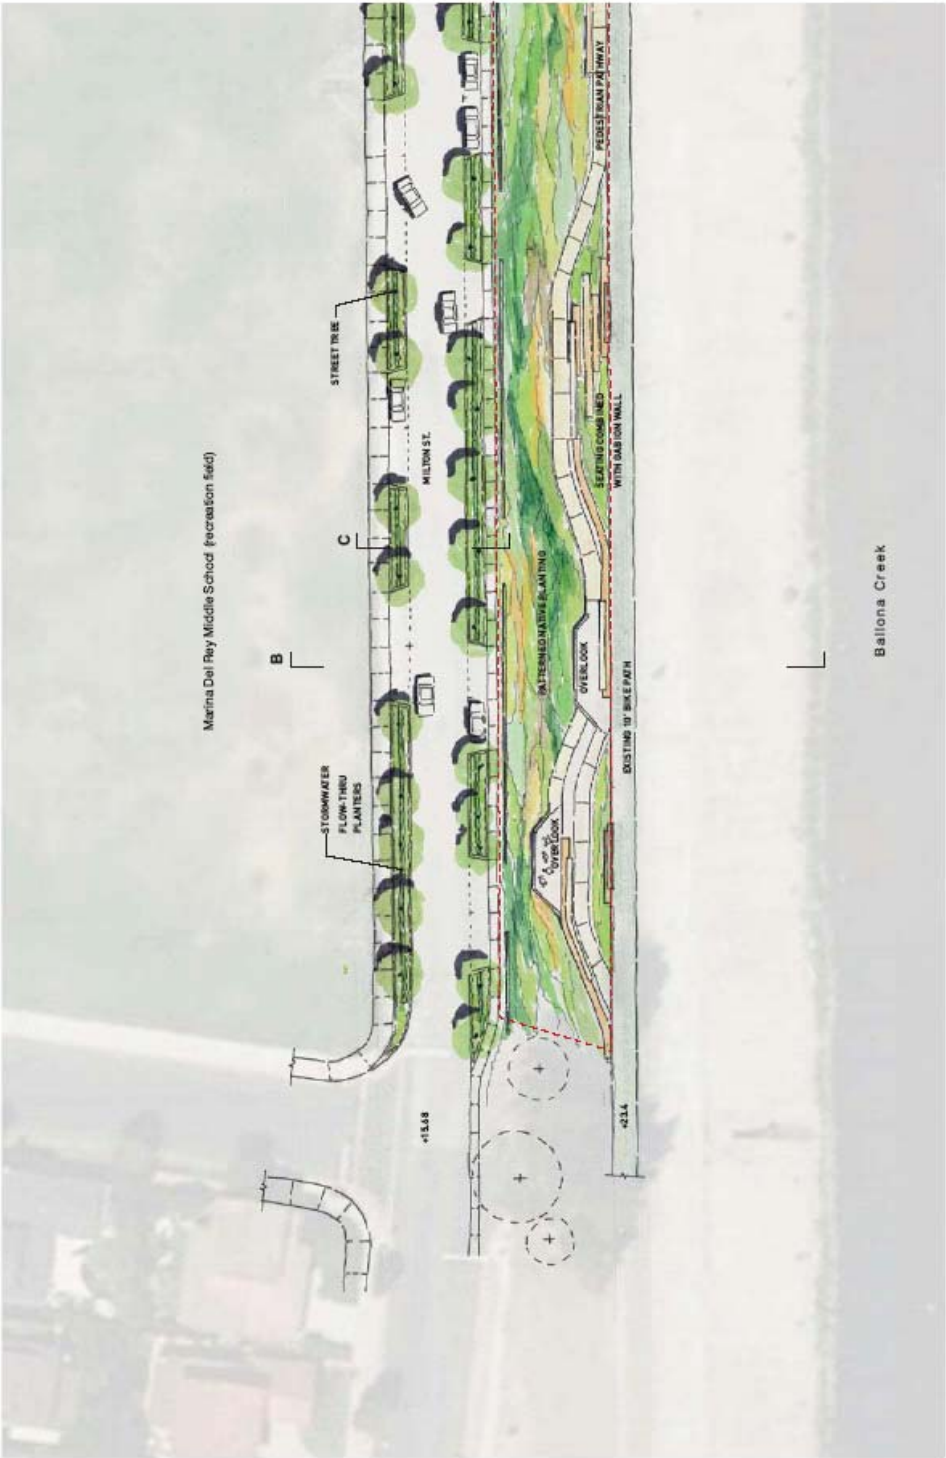 Marina Del Rey Middle School (recreation field)
B
C
STREET TREE
STORMWATER
FLOW-THRU
PLANTERS
MILTON ST.
+15.68
PATTERNED NATIVE PLANTING
OVERLOOK
OVERLOOK
PEDESTRIAN PATHWAY
SEATING COMBINED
WITH GABION WALL
EXISTING 10' BIKE PATH
+23.4
Ballona Creek